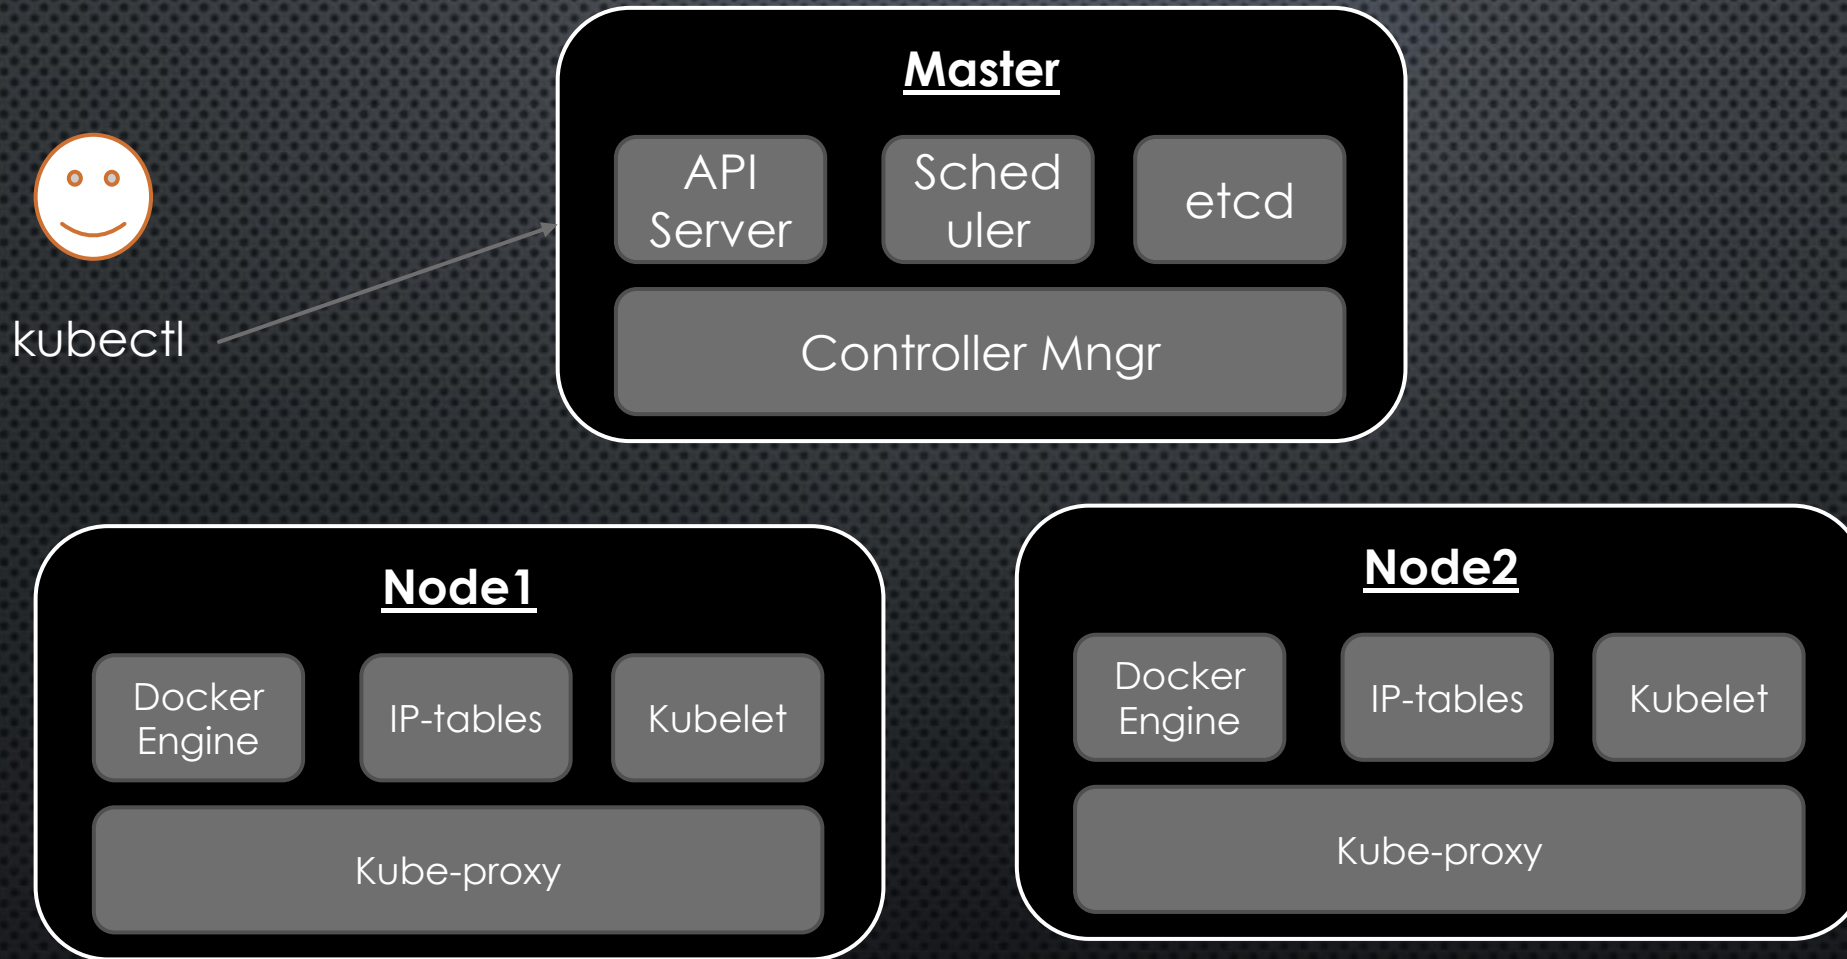 Master
API
Server
Sched
uler
etcd
kubectl
Controller Mngr
Node1
Docker
Engine
IP-tables
Kubelet
Kube-proxy
Node2
Docker
Engine
IP-tables
Kubelet
Kube-proxy